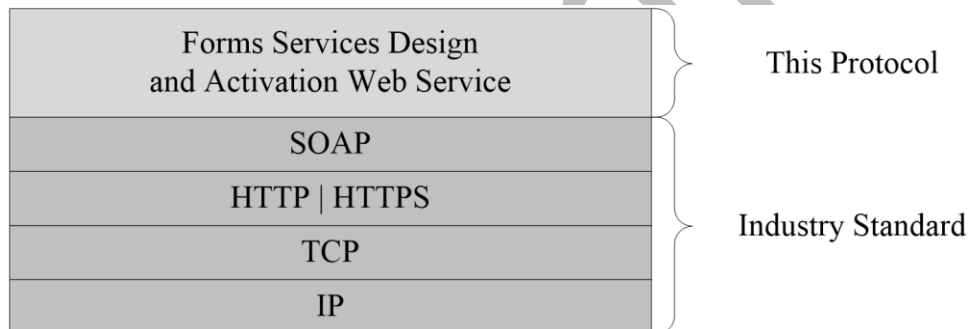 Forms Services Design
and Activation Web Service
This Protocol
SOAP
HTTP | HTTPS
TCP
IP
Industry Standard